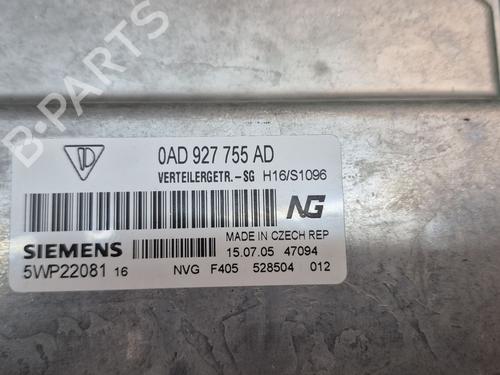 B-PARTS
0AD 927 755 AD
VERTEILERGETR.-SG H16/S1096
NG
SIEMENS
MADE IN CZECH REP
15.07.05 47094
5WP22081 16
NVG F405 528504 012